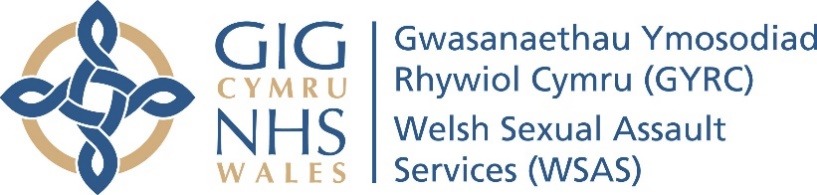 GIG
CYMRU
NHS
WALES
Gwasanaethau Ymosodiad
Rhywiol Cymru (GYRC)
Welsh Sexual Assault
Services (WSAS)